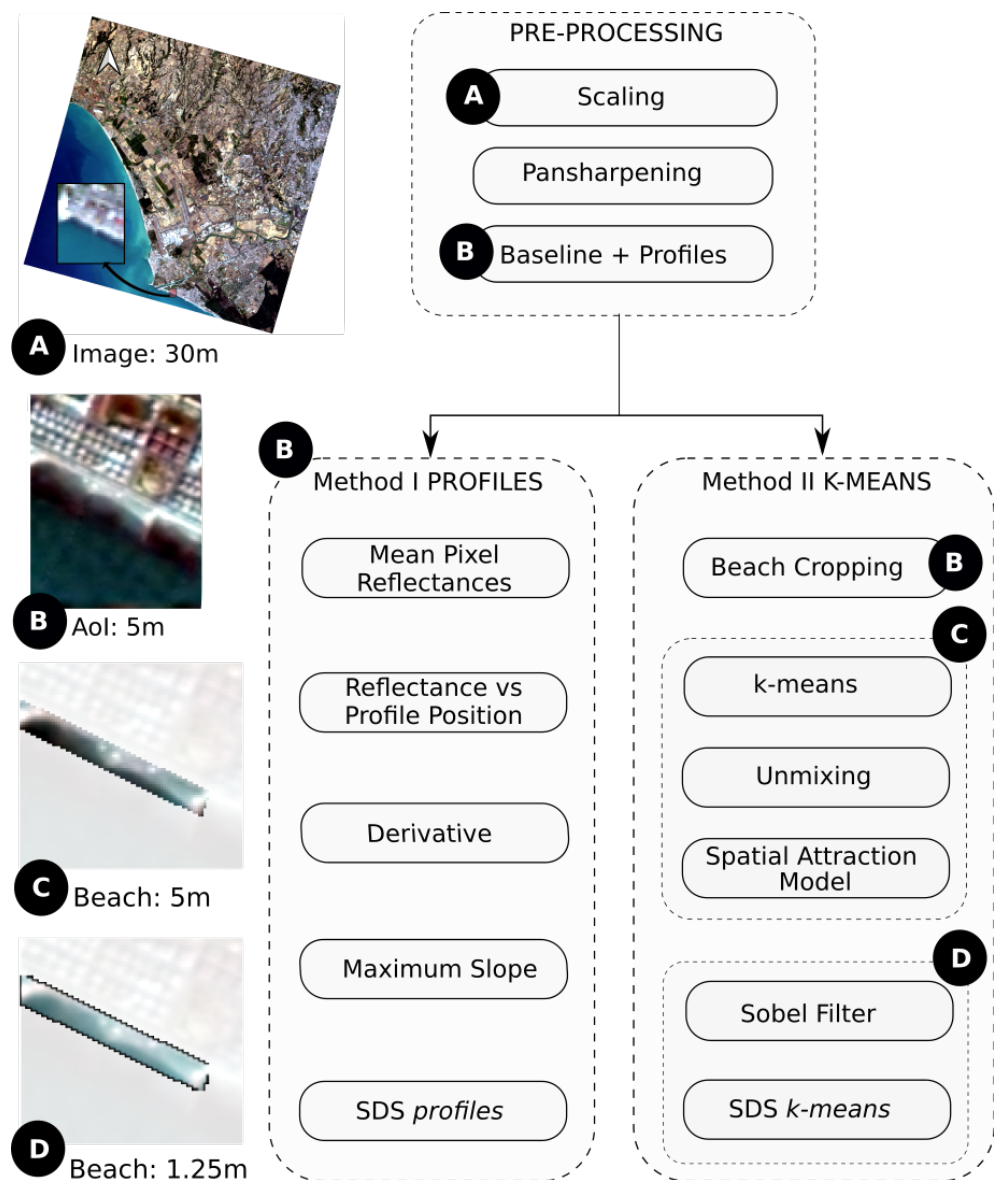 PRE-PROCESSING
A
Scaling
Pansharpening
B
Baseline + Profiles
A
Image: 30m
B
AoI: 5m
C
Beach: 5m
D
Beach: 1.25m
B
Method I PROFILES
Mean Pixel
Reflectances
Reflectance vs
Profile Position
Derivative
Maximum Slope
SDS profiles
Method II K-MEANS
Beach Cropping
B
C
k-means
Unmixing
Spatial Attraction
Model
D
Sobel Filter
SDS k-means